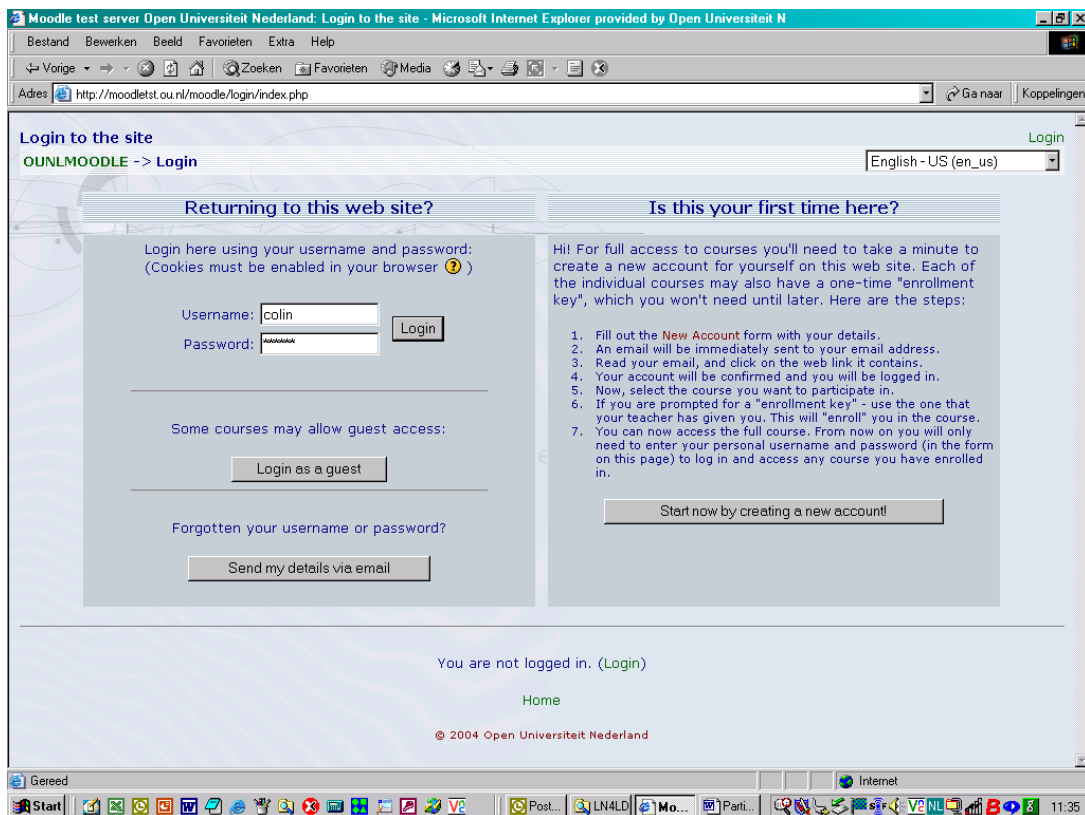 Moodle test server Open Universiteit Nederland: Login to the site - Microsoft Internet Explorer provided by Open Universiteit N
Bestand Bewerken Beeld Favorieten Extra Help
Vorige Zoeken Favorieten Media
Adres http://moodletst.ou.nl/moodle/login/index.php Ga naar Koppelingen
Login to the site Login
OUNLMOODLE -> Login English - US (en_us)
Returning to this web site?
Login here using your username and password:
(Cookies must be enabled in your browser ? )
Username: colin
Login
Password: ******
Some courses may allow guest access:
Login as a guest
Forgotten your username or password?
Send my details via email
Is this your first time here?
Hi! For full access to courses you'll need to take a minute to
create a new account for yourself on this web site. Each of
the individual courses may also have a one-time "enrollment
key", which you won't need until later. Here are the steps:
1. Fill out the New Account form with your details.
2. An email will be immediately sent to your email address.
3. Read your email, and click on the web link it contains.
4. Your account will be confirmed and you will be logged in.
5. Now, select the course you want to participate in.
6. If you are prompted for a "enrollment key" - use the one that
your teacher has given you. This will "enroll" you in the course.
7. You can now access the full course. From now on you will only
need to enter your personal username and password (in the form
on this page) to log in and access any course you have enrolled
in.
Start now by creating a new account!
You are not logged in. (Login)
Home
© 2004 Open Universiteit Nederland
Gereed Internet
Start Post... LN4LD Mo... Parti... NL 11:35